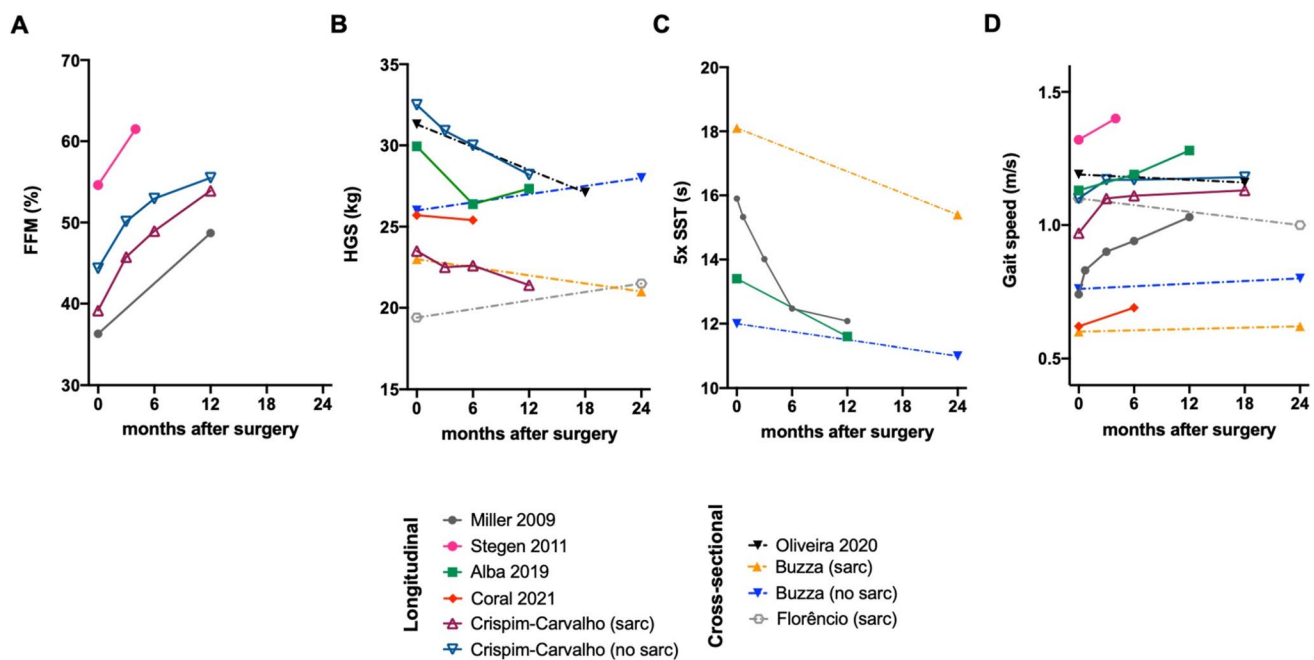 A
B
C
D
70
60
50
40
30
FFM (%)
0 6 12 18 24
months after surgery
35
30
25
20
15
HGS (kg)
0 6 12 18 24
months after surgery
20
18
16
14
12
10
5x SST (s)
0 6 12 18 24
months after surgery
1.5
1.0
0.5
Gait speed (m/s)
0 6 12 18 24
months after surgery
Longitudinal
Miller 2009
Stegen 2011
Alba 2019
Coral 2021
Crispim-Carvalho (sarc)
Crispim-Carvalho (no sarc)
Cross-sectional
Oliveira 2020
Buzza (sarc)
Buzza (no sarc)
Florêncio (sarc)